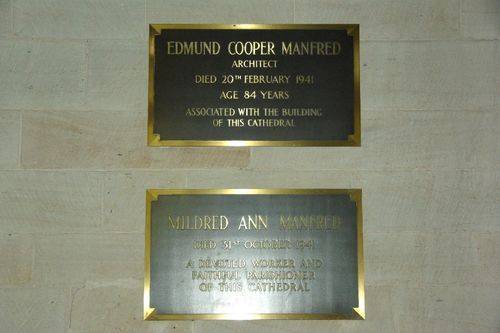 EDMUND COOPER MANFRED
ARCHITECT
DIED 20TH FEBRUARY 1941
AGE 84 YEARS
ASSOCIATED WITH THE BUILDING
OF THIS CATHEDRAL
MILDRED ANN MANFRED
DIED 31ST OCTOBER 1941
A DEVOTED WORKER AND
FAITHFUL PARISHIONER
OF THIS CATHEDRAL